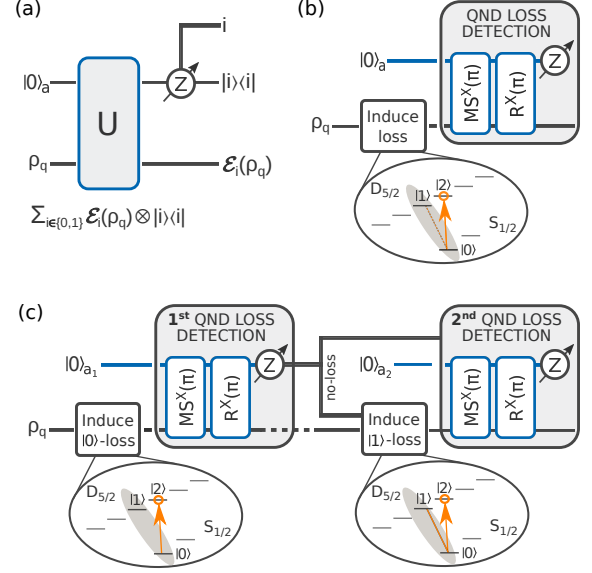 (a)
i
|0⟩a
U
Z
|i⟩⟨i|
ρq
ℰi(ρq)
∑i∈{0,1} ℰi(ρq)⊗|i⟩⟨i|
(b)
QND LOSS
DETECTION
|0⟩a
MSX(π)
RX(π)
Z
ρq
Induce
loss
D5/2
|1⟩
|2⟩
S1/2
|0⟩
(c)
1st QND LOSS
DETECTION
|0⟩a1
MSX(π)
RX(π)
Z
no-loss
2nd QND LOSS
DETECTION
|0⟩a2
MSX(π)
RX(π)
Z
ρq
Induce
|0⟩-loss
Induce
|1⟩-loss
D5/2
|1⟩
|2⟩
S1/2
|0⟩
D5/2
|1⟩
|2⟩
S1/2
|0⟩